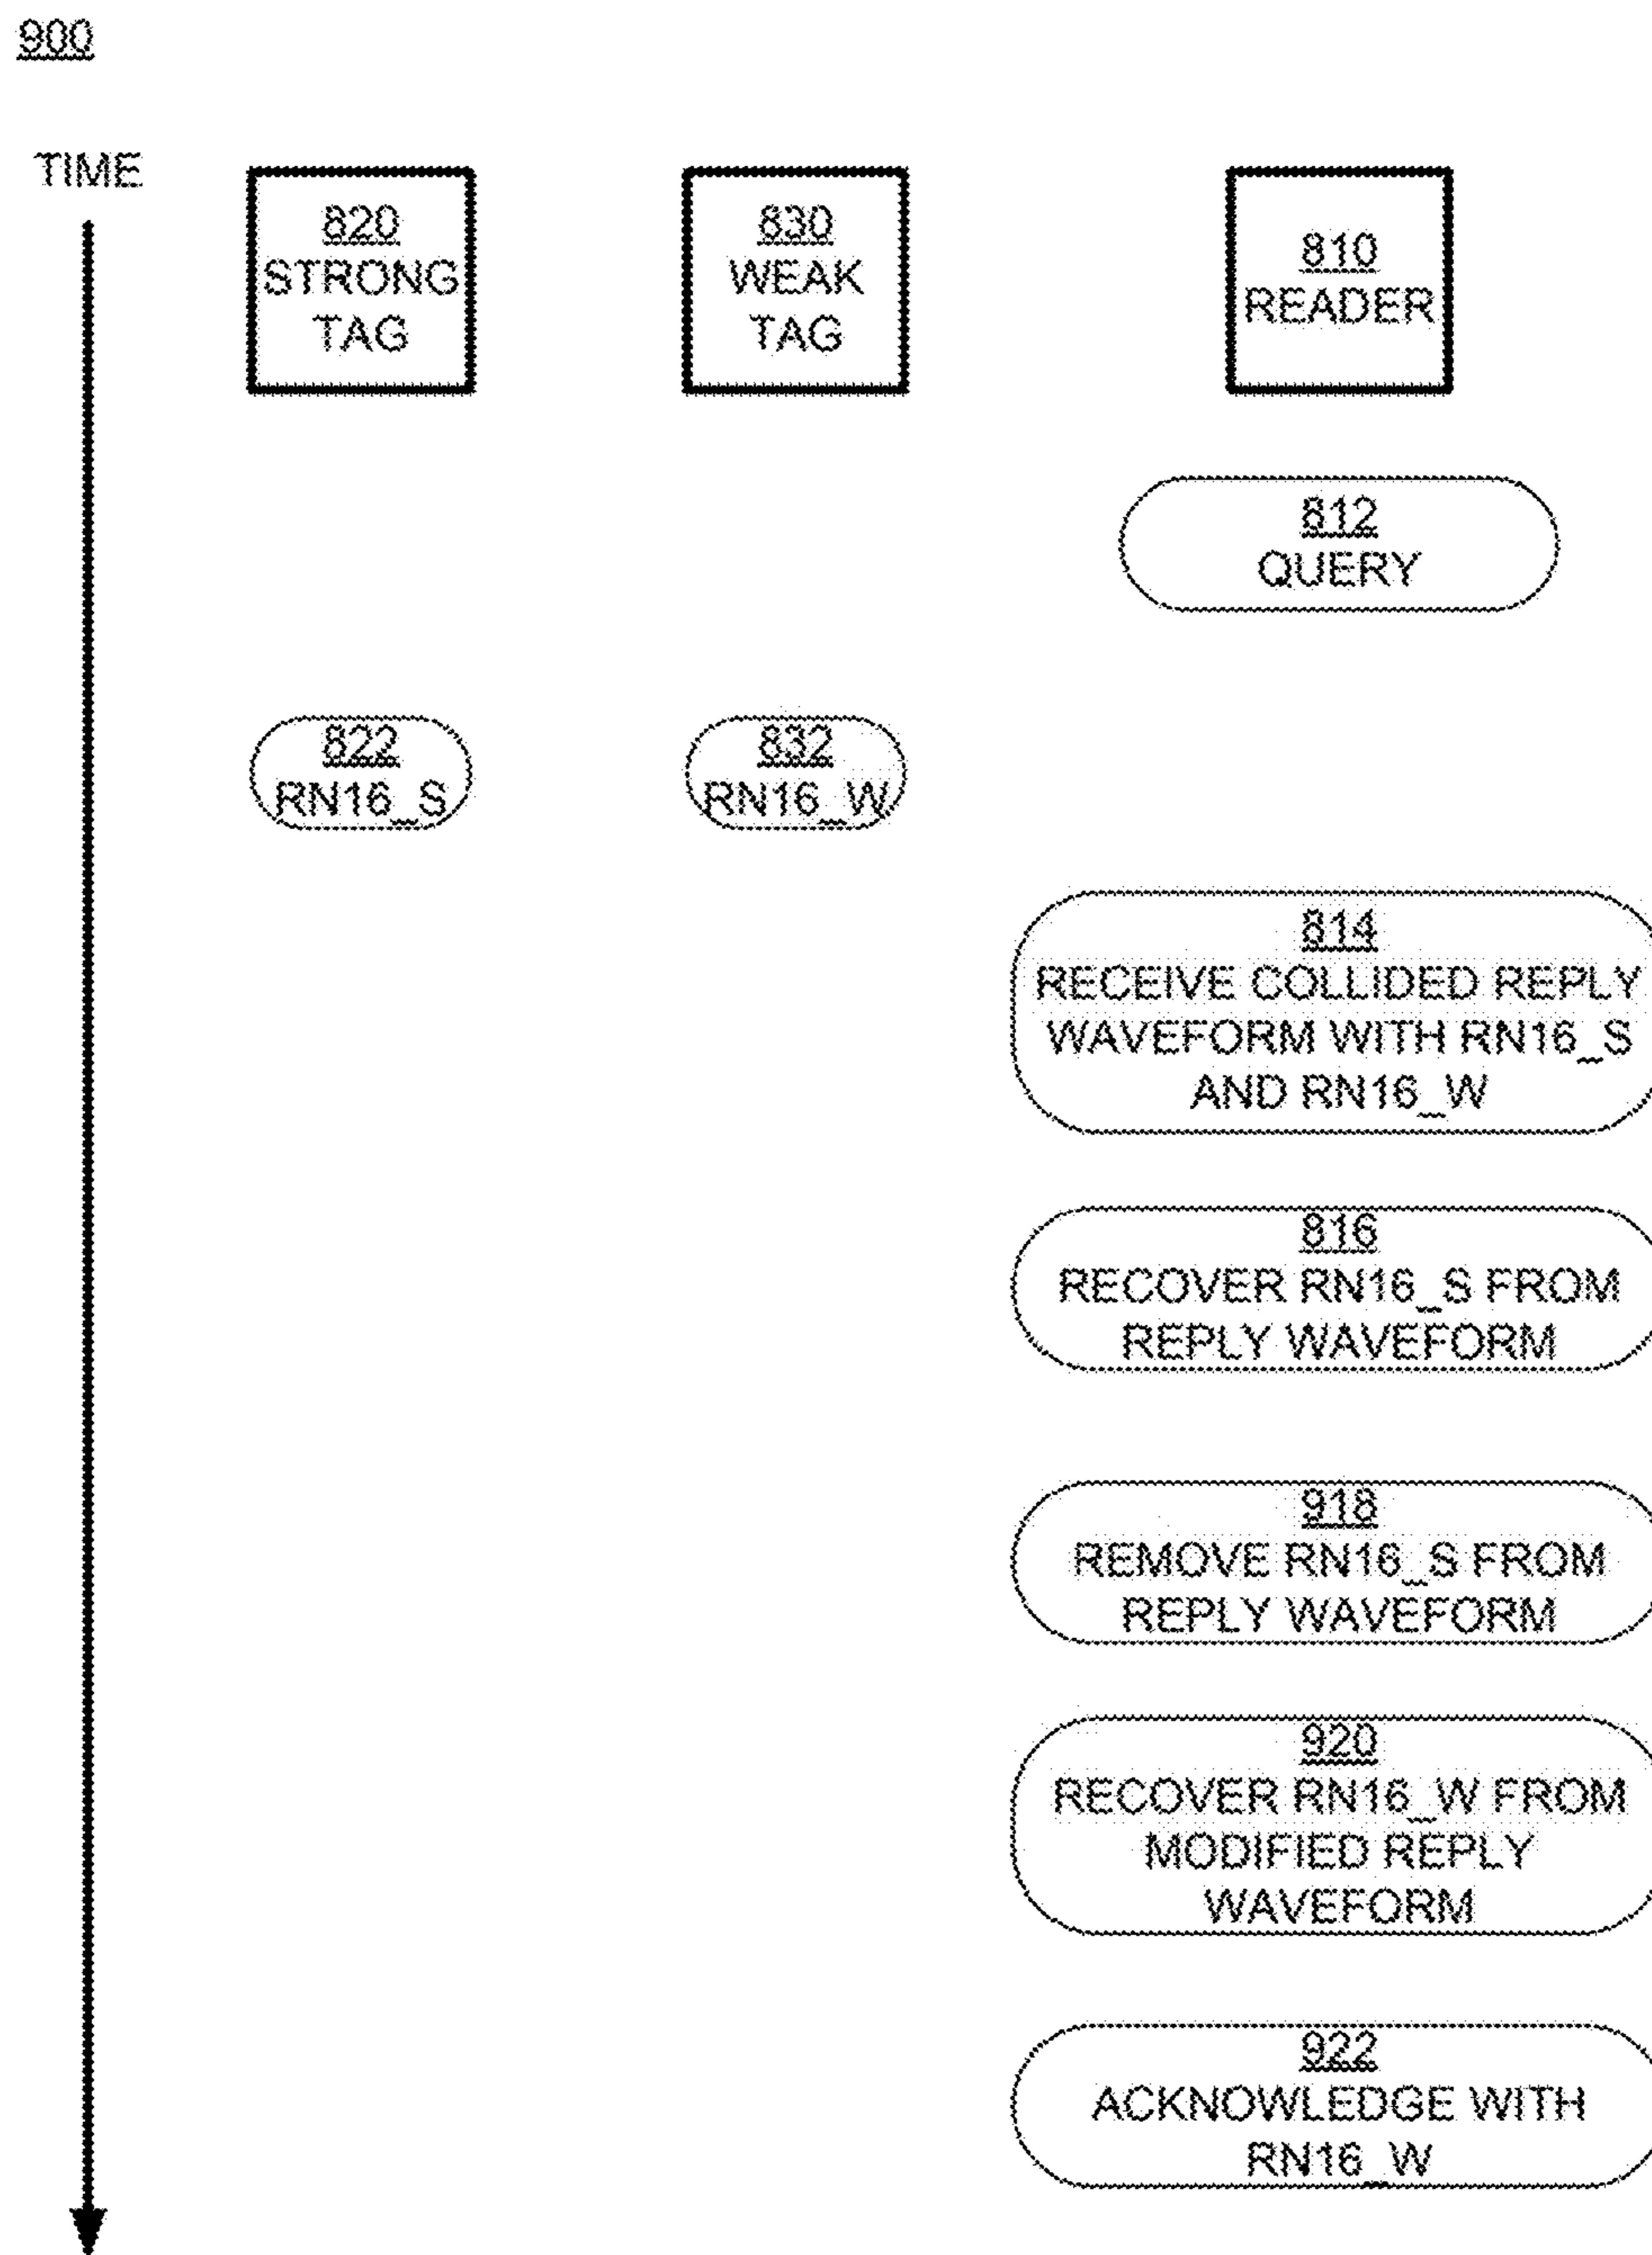 900
TIME
820
STRONG
TAG
830
WEAK
TAG
810
READER
812
QUERY
822
RN16_S
832
RN16_W
814
RECEIVE COLLIDED REPLY
WAVEFORM WITH RN16_S
AND RN16_W
816
RECOVER RN16_S FROM
REPLY WAVEFORM
918
REMOVE RN16_S FROM
REPLY WAVEFORM
920
RECOVER RN16_W FROM
MODIFIED REPLY
WAVEFORM
922
ACKNOWLEDGE WITH
RN16_W